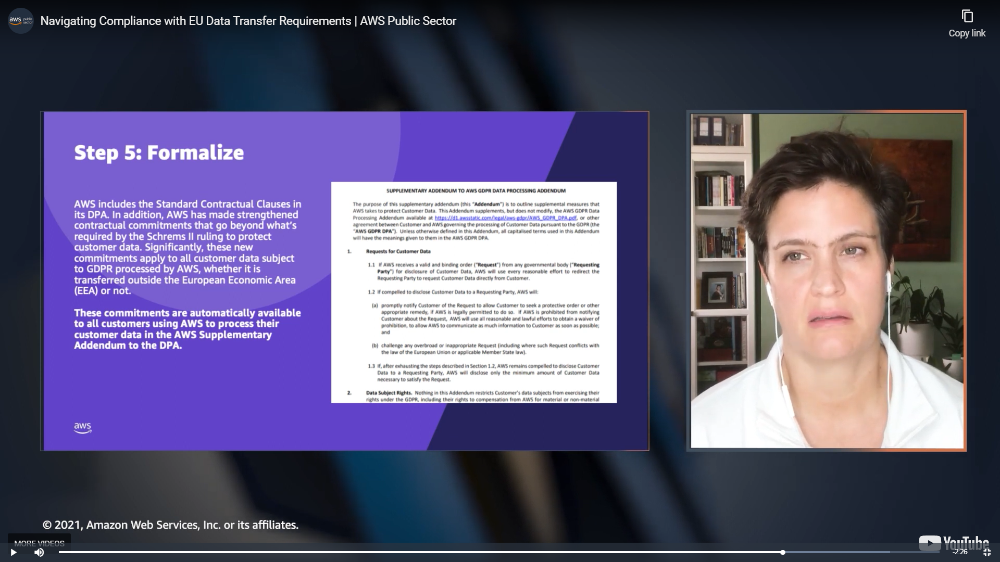 aws public sector
Navigating Compliance with EU Data Transfer Requirements | AWS Public Sector
Copy link
Step 5: Formalize
AWS includes the Standard Contractual Clauses in
its DPA. In addition, AWS has made strengthened
contractual commitments that go beyond what's
required by the Schrems II ruling to protect
customer data. Significantly, these new
commitments apply to all customer data subject
to GDPR processed by AWS, whether it is
transferred outside the European Economic Area
(EEA) or not.
These commitments are automatically available
to all customers using AWS to process their
customer data in the AWS Supplementary
Addendum to the DPA.
aws
SUPPLEMENTARY ADDENDUM TO AWS GDPR DATA PROCESSING ADDENDUM
The purpose of this supplementary addendum (this "Addendum") is to outline supplemental measures that
AWS takes to protect Customer Data. This Addendum supplements, but does not modify, the AWS GDPR Data
Processing Addendum available at https://d1.awsstatic.com/legal/aws-gdpr/AWS_GDPR_DPA.pdf, or other
agreement between Customer and AWS governing the processing of Customer Data pursuant to the GDPR (the
"AWS GDPR DPA"). Unless otherwise defined in this Addendum, all capitalised terms used in this Addendum
will have the meanings given to them in the AWS GDPR DPA.
1. Requests for Customer Data
1.1 If AWS receives a valid and binding order ("Request") from any governmental body ("Requesting
Party") for disclosure of Customer Data, AWS will use every reasonable effort to redirect the
Requesting Party to request Customer Data directly from Customer.
1.2 If compelled to disclose Customer Data to a Requesting Party, AWS will:
(a) promptly notify Customer of the Request to allow Customer to seek a protective order or other
appropriate remedy, if AWS is legally permitted to do so. If AWS is prohibited from notifying
Customer about the Request, AWS will use all reasonable and lawful efforts to obtain a waiver of
prohibition, to allow AWS to communicate as much information to Customer as soon as possible;
and
(b) challenge any overbroad or inappropriate Request (including where such Request conflicts with
the law of the European Union or applicable Member State law).
1.3 If, after exhausting the steps described in Section 1.2, AWS remains compelled to disclose Customer
Data to a Requesting Party, AWS will disclose only the minimum amount of Customer Data
necessary to satisfy the Request.
2. Data Subject Rights. Nothing in this Addendum restricts Customer's data subjects from exercising their
rights under the GDPR, including their rights to compensation from AWS for material or non-material
© 2021, Amazon Web Services, Inc. or its affiliates.
MORE VIDEOS
YouTube
-2:26